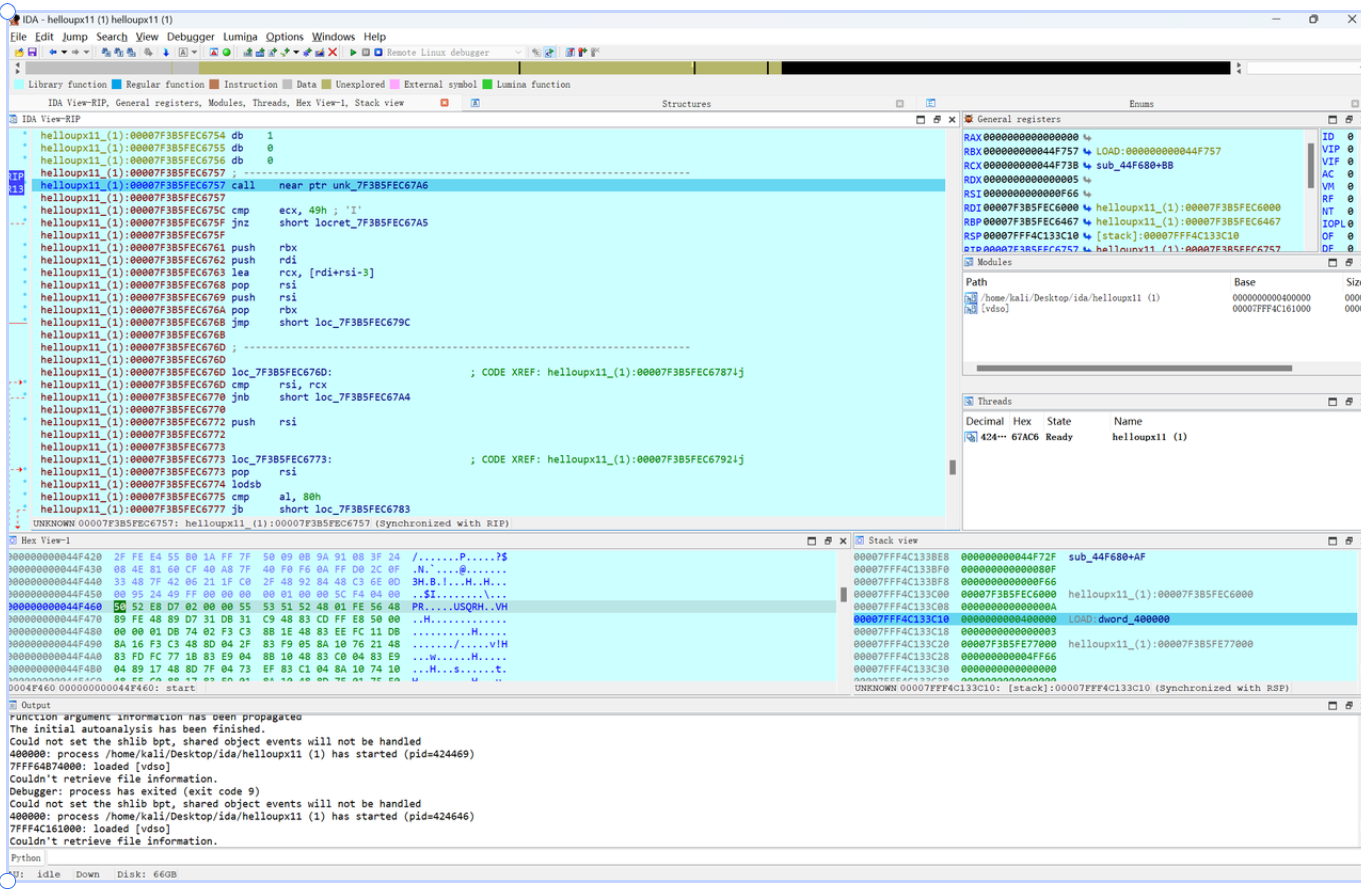 IDA - helloupx11 (1) helloupx11 (1)
File Edit Jump Search View Debugger Lumina Options Windows Help
Remote Linux debugger
Library function Regular function Instruction Data Unexplored External symbol Lumina function
IDA View-RIP, General registers, Modules, Threads, Hex View-1, Stack view Structures Enums
IDA View-RIP
helloupx11_(1):00007F3B5FEC6754 db 1
helloupx11_(1):00007F3B5FEC6755 db 0
helloupx11_(1):00007F3B5FEC6756 db 0
helloupx11_(1):00007F3B5FEC6757 ; ---------------------------------------------------------------------------
helloupx11_(1):00007F3B5FEC6757 call near ptr unk_7F3B5FEC67A6
helloupx11_(1):00007F3B5FEC6757
helloupx11_(1):00007F3B5FEC675C cmp ecx, 49h ; 'I'
helloupx11_(1):00007F3B5FEC675F jnz short locret_7F3B5FEC67A5
helloupx11_(1):00007F3B5FEC675F
helloupx11_(1):00007F3B5FEC6761 push rbx
helloupx11_(1):00007F3B5FEC6762 push rdi
helloupx11_(1):00007F3B5FEC6763 lea rcx, [rdi+rsi-3]
helloupx11_(1):00007F3B5FEC6768 pop rsi
helloupx11_(1):00007F3B5FEC6769 push rsi
helloupx11_(1):00007F3B5FEC676A pop rbx
helloupx11_(1):00007F3B5FEC676B jmp short loc_7F3B5FEC679C
helloupx11_(1):00007F3B5FEC676B
helloupx11_(1):00007F3B5FEC676D ; ---------------------------------------------------------------------------
helloupx11_(1):00007F3B5FEC676D
helloupx11_(1):00007F3B5FEC676D loc_7F3B5FEC676D: ; CODE XREF: helloupx11_(1):00007F3B5FEC6787↓j
helloupx11_(1):00007F3B5FEC676D cmp rsi, rcx
helloupx11_(1):00007F3B5FEC6770 jnb short loc_7F3B5FEC67A4
helloupx11_(1):00007F3B5FEC6770
helloupx11_(1):00007F3B5FEC6772 push rsi
helloupx11_(1):00007F3B5FEC6772
helloupx11_(1):00007F3B5FEC6773
helloupx11_(1):00007F3B5FEC6773 loc_7F3B5FEC6773: ; CODE XREF: helloupx11_(1):00007F3B5FEC6792↓j
helloupx11_(1):00007F3B5FEC6773 pop rsi
helloupx11_(1):00007F3B5FEC6774 lodsb
helloupx11_(1):00007F3B5FEC6775 cmp al, 80h
helloupx11_(1):00007F3B5FEC6777 jb short loc_7F3B5FEC6783
UNKNOWN 00007F3B5FEC6757: helloupx11_(1):00007F3B5FEC6757 (Synchronized with RIP)
RIP
R13
General registers
RAX 0000000000000000
RBX 000000000044F757 LOAD:000000000044F757
RCX 000000000044F73B sub_44F680+BB
RDX 0000000000000005
RSI 0000000000000F66
RDI 00007F3B5FEC6000 helloupx11_(1):00007F3B5FEC6000
RBP 00007F3B5FEC6467 helloupx11_(1):00007F3B5FEC6467
RSP 00007FFF4C133C10 [stack]:00007FFF4C133C10
RIP 00007F3B5FEC6757 helloupx11_(1):00007F3B5FEC6757
ID 0
VIP 0
VIF 0
AC 0
VM 0
RF 0
NT 0
IOPL 0
OF 0
DF 0
Modules
Path Base
/home/kali/Desktop/ida/helloupx11 (1) 0000000000400000
[vdso] 00007FFF4C161000
Threads
Decimal Hex State Name
424… 67AC6 Ready helloupx11 (1)
Hex View-1
000000000044F420 2F FE E4 55 B0 1A FF 7F 50 09 0B 9A 91 08 3F 24 /.......P.....?$
000000000044F430 08 4E 81 60 CF 40 A8 7F 40 F0 F6 0A FF D0 2C 0F .N.`.@...@.....,.
000000000044F440 33 48 7F 42 06 21 1F C0 2F 48 92 84 48 C3 6E 0D
000000000044F450 00 95 24 49 FF 00 00 00 00 01 00 00 5C F4 04 00 ..$I........\...
000000000044F460 50 52 E8 D7 02 00 00 55 53 51 52 48 01 FE 56 48 PR.....USQRH..VH
000000000044F470 89 FE 48 89 D7 31 DB 31 C9 48 83 CD FF E8 50 00
000000000044F480 00 00 01 DB 74 02 F3 C3 8B 1E 48 83 EE FC 11 DB
000000000044F490 8A 16 F3 C3 48 8D 04 2F 83 F9 05 8A 10 76 21 48
000000000044F4A0 83 FD FC 77 1B 83 E9 04 8B 10 48 83 C0 04 83 E9
000000000044F4B0 04 89 17 48 8D 7F 04 73 EF 83 C1 04 8A 10 74 10
0004F460 000000000044F460: start
Stack view
00007FFF4C133BE8 000000000044F72F sub_44F680+AF
00007FFF4C133BF0 000000000000080F
00007FFF4C133BF8 0000000000000F66
00007FFF4C133C00 00007F3B5FEC6000 helloupx11_(1):00007F3B5FEC6000
00007FFF4C133C08 000000000000000A
00007FFF4C133C10 0000000000400000 LOAD:dword_400000
00007FFF4C133C18 0000000000000003
00007FFF4C133C20 00007F3B5FE77000 helloupx11_(1):00007F3B5FE77000
00007FFF4C133C28 000000000004FF66
00007FFF4C133C30 0000000000000000
UNKNOWN 00007FFF4C133C10: [stack]:00007FFF4C133C10 (Synchronized with RSP)
Output
Function argument information has been propagated
The initial autoanalysis has been finished.
Could not set the shlib bpt, shared object events will not be handled
400000: process /home/kali/Desktop/ida/helloupx11 (1) has started (pid=424469)
7FFF64B74000: loaded [vdso]
Couldn't retrieve file information.
Debugger: process has exited (exit code 9)
Could not set the shlib bpt, shared object events will not be handled
400000: process /home/kali/Desktop/ida/helloupx11 (1) has started (pid=424646)
7FFF4C161000: loaded [vdso]
Couldn't retrieve file information.
Python
idle Down Disk: 66GB